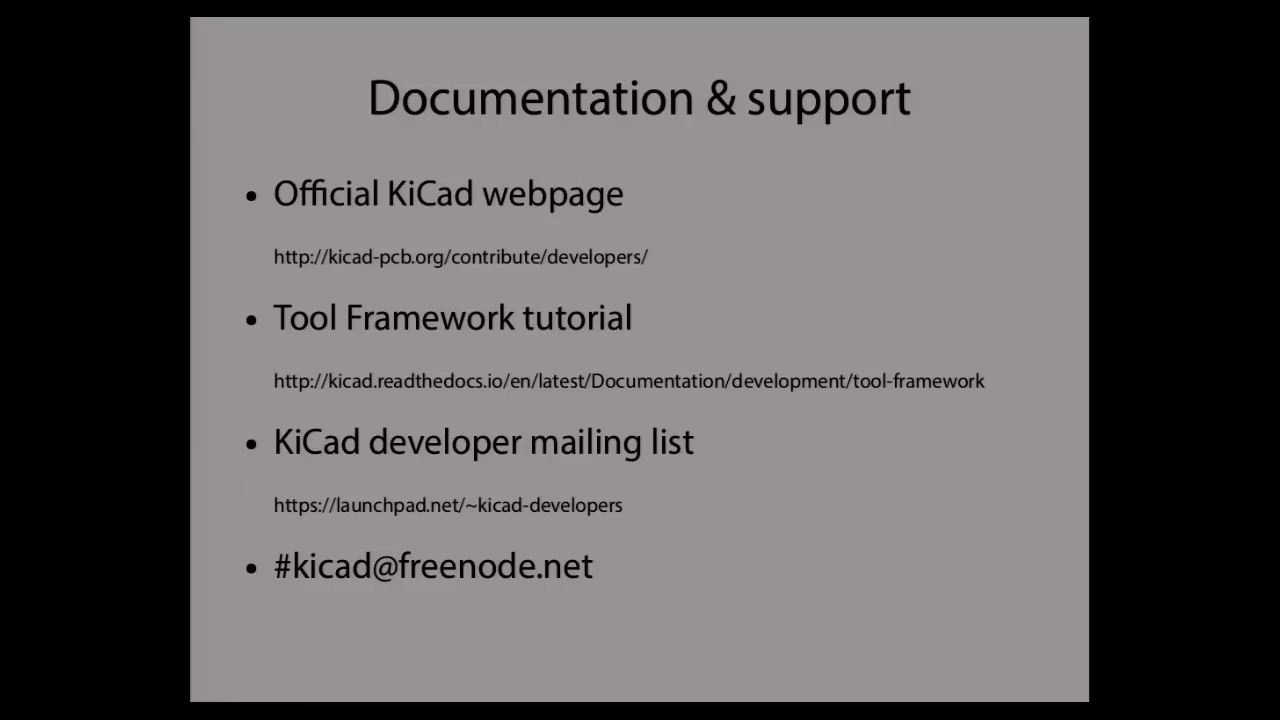 Documentation & support
• Official KiCad webpage
http://kicad-pcb.org/contribute/developers/
• Tool Framework tutorial
http://kicad.readthedocs.io/en/latest/Documentation/development/tool-framework
• KiCad developer mailing list
https://launchpad.net/~kicad-developers
• #kicad@freenode.net